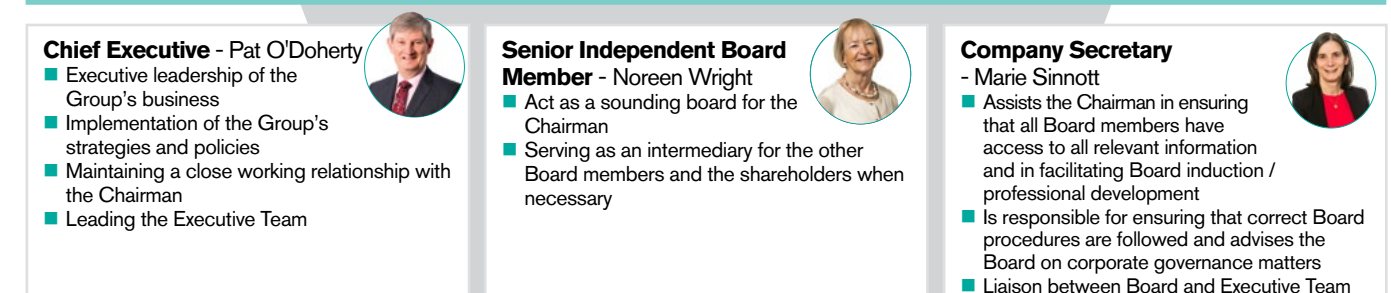 Chief Executive - Pat O'Doherty
■ Executive leadership of the
Group's business
■ Implementation of the Group's
strategies and policies
■ Maintaining a close working relationship with
the Chairman
■ Leading the Executive Team
Senior Independent Board
Member - Noreen Wright
■ Act as a sounding board for the
Chairman
■ Serving as an intermediary for the other
Board members and the shareholders when
necessary
Company Secretary
- Marie Sinnott
■ Assists the Chairman in ensuring
that all Board members have
access to all relevant information
and in facilitating Board induction /
professional development
■ Is responsible for ensuring that correct Board
procedures are followed and advises the
Board on corporate governance matters
■ Liaison between Board and Executive Team